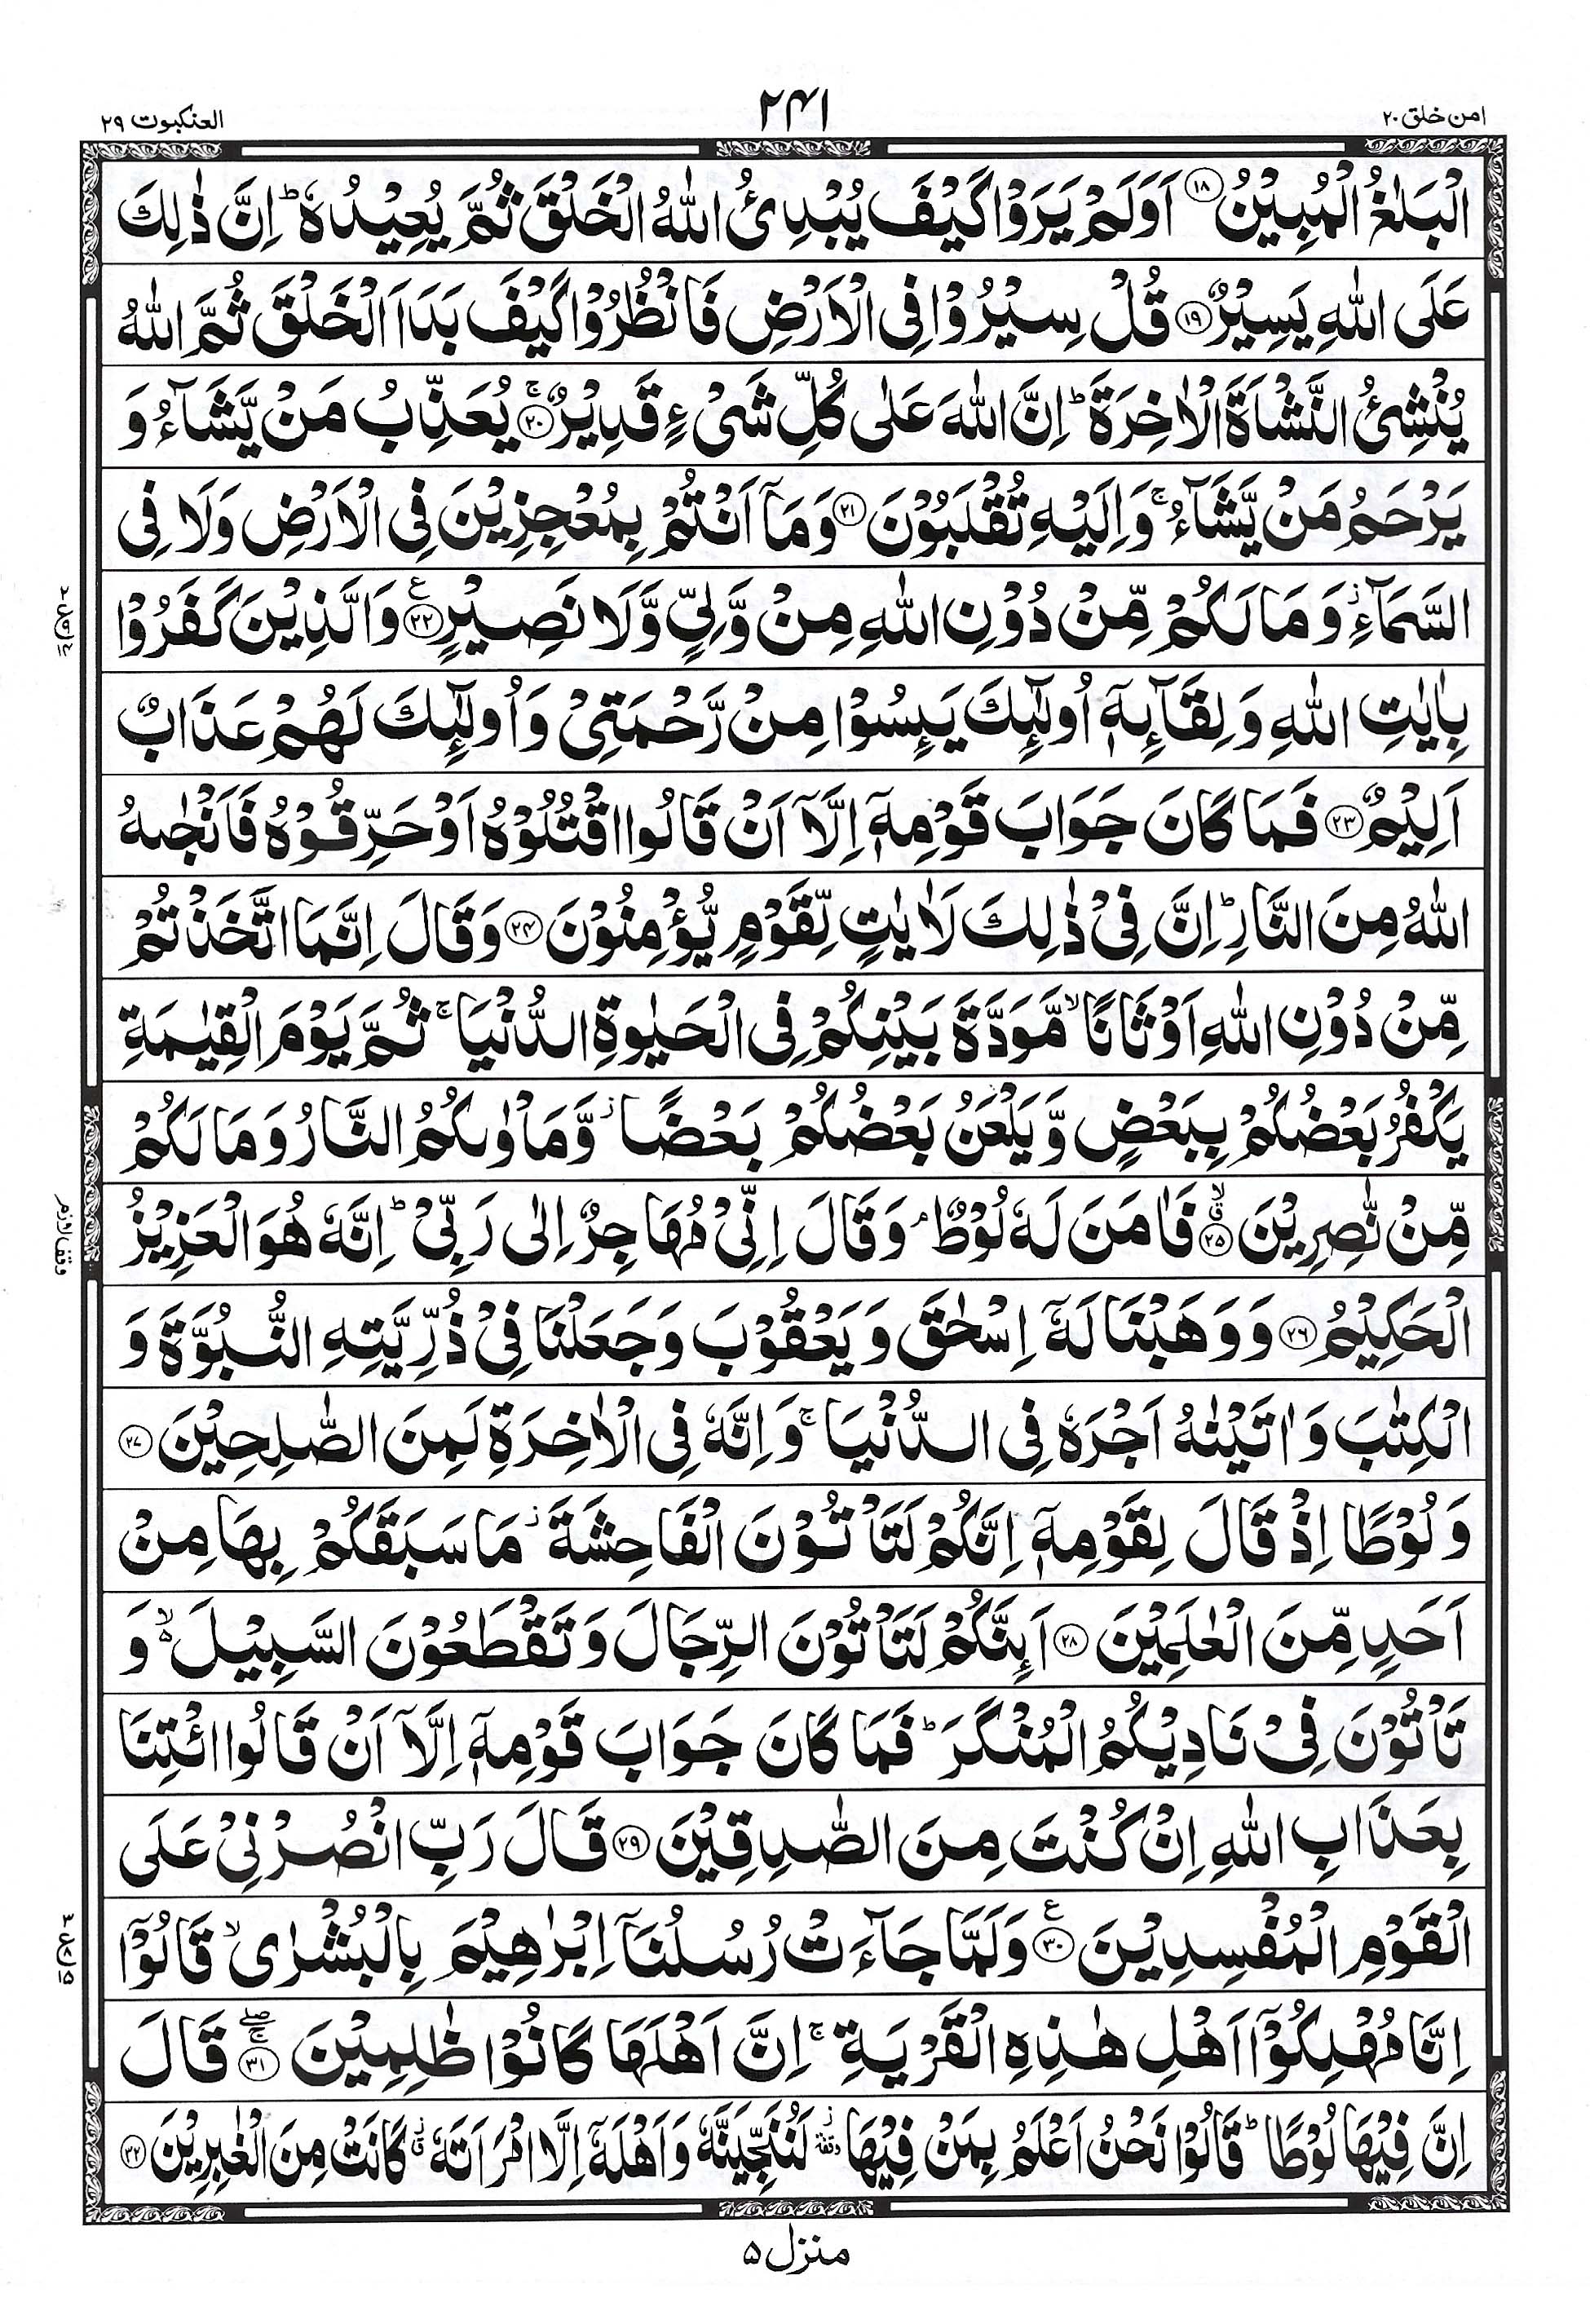 امن خلق ۲۰
۲۴۱
العنكبوت ۲۹
الْبَلٰغُ الْمُبِيْنُ ۱۸ اَوَلَمْ يَرَوْا كَيْفَ يُبْدِئُ اللّٰهُ الْخَلْقَ ثُمَّ يُعِيْدُهٗ ؕ اِنَّ ذٰلِكَ
عَلَى اللّٰهِ يَسِيْرٌ ۱۹ قُلْ سِيْرُوْا فِى الْاَرْضِ فَانْظُرُوْا كَيْفَ بَدَاَ الْخَلْقَ ثُمَّ اللّٰهُ
يُنْشِئُ النَّشْاَةَ الْاٰخِرَةَ ؕ اِنَّ اللّٰهَ عَلٰى كُلِّ شَىْءٍ قَدِيْرٌ ۚ ۲۰ يُعَذِّبُ مَنْ يَّشَآءُ وَ
يَرْحَمُ مَنْ يَّشَآءُ ۚ وَاِلَيْهِ تُقْلَبُوْنَ ۲۱ وَمَاۤ اَنْتُمْ بِمُعْجِزِيْنَ فِى الْاَرْضِ وَلَا فِى
السَّمَآءِ ؗ وَمَا لَكُمْ مِّنْ دُوْنِ اللّٰهِ مِنْ وَّلِىٍّ وَّلَا نَصِيْرٍ ع ۲۲ وَالَّذِيْنَ كَفَرُوْا
بِاٰيٰتِ اللّٰهِ وَلِقَآئِهٖۤ اُولٰٓئِكَ يَئِسُوْا مِنْ رَّحْمَتِىْ وَاُولٰٓئِكَ لَهُمْ عَذَابٌ
اَلِيْمٌ ۲۳ فَمَا كَانَ جَوَابَ قَوْمِهٖۤ اِلَّاۤ اَنْ قَالُوا اقْتُلُوْهُ اَوْ حَرِّقُوْهُ فَاَنْجٰىهُ
اللّٰهُ مِنَ النَّارِ ؕ اِنَّ فِىْ ذٰلِكَ لَاٰيٰتٍ لِّقَوْمٍ يُّؤْمِنُوْنَ ۲۴ وَقَالَ اِنَّمَا اتَّخَذْتُمْ
مِّنْ دُوْنِ اللّٰهِ اَوْثَانًا ۙ مَّوَدَّةَ بَيْنِكُمْ فِى الْحَيٰوةِ الدُّنْيَا ۚ ثُمَّ يَوْمَ الْقِيٰمَةِ
يَكْفُرُ بَعْضُكُمْ بِبَعْضٍ وَّيَلْعَنُ بَعْضُكُمْ بَعْضًا ؗ وَّمَاْوٰىكُمُ النَّارُ وَمَا لَكُمْ
مِّنْ نّٰصِرِيْنَ ۲۵ فَاٰمَنَ لَهٗ لُوْطٌ ۘ وَقَالَ اِنِّىْ مُهَاجِرٌ اِلٰى رَبِّىْ ؕ اِنَّهٗ هُوَ الْعَزِيْزُ
الْحَكِيْمُ ۲۶ وَوَهَبْنَا لَهٗۤ اِسْحٰقَ وَيَعْقُوْبَ وَجَعَلْنَا فِىْ ذُرِّيَّتِهِ النُّبُوَّةَ وَ
الْكِتٰبَ وَاٰتَيْنٰهُ اَجْرَهٗ فِى الدُّنْيَا ۚ وَاِنَّهٗ فِى الْاٰخِرَةِ لَمِنَ الصّٰلِحِيْنَ ۲۷
وَلُوْطًا اِذْ قَالَ لِقَوْمِهٖۤ اِنَّكُمْ لَتَاْتُوْنَ الْفَاحِشَةَ ؗ مَا سَبَقَكُمْ بِهَا مِنْ
اَحَدٍ مِّنَ الْعٰلَمِيْنَ ۲۸ اَئِنَّكُمْ لَتَاْتُوْنَ الرِّجَالَ وَتَقْطَعُوْنَ السَّبِيْلَ ۙ۬ وَ
تَاْتُوْنَ فِىْ نَادِيْكُمُ الْمُنْكَرَ ؕ فَمَا كَانَ جَوَابَ قَوْمِهٖۤ اِلَّاۤ اَنْ قَالُوا ائْتِنَا
بِعَذَابِ اللّٰهِ اِنْ كُنْتَ مِنَ الصّٰدِقِيْنَ ۲۹ قَالَ رَبِّ انْصُرْنِىْ عَلَى
الْقَوْمِ الْمُفْسِدِيْنَ ع ۳۰ وَلَمَّا جَآءَتْ رُسُلُنَاۤ اِبْرٰهِيْمَ بِالْبُشْرٰى ۙ قَالُوْۤا
اِنَّا مُهْلِكُوْۤا اَهْلِ هٰذِهِ الْقَرْيَةِ ۚ اِنَّ اَهْلَهَا كَانُوْا ظٰلِمِيْنَ ۚۖ ۳۱ قَالَ
اِنَّ فِيْهَا لُوْطًا ؕ قَالُوْا نَحْنُ اَعْلَمُ بِمَنْ فِيْهَا ؗ وقفة لَنُنَجِّيَنَّهٗ وَاَهْلَهٗۤ اِلَّا امْرَاَتَهٗ ؗ ق كَانَتْ مِنَ الْغٰبِرِيْنَ ۳۲
وقف لازم
منزل ۵